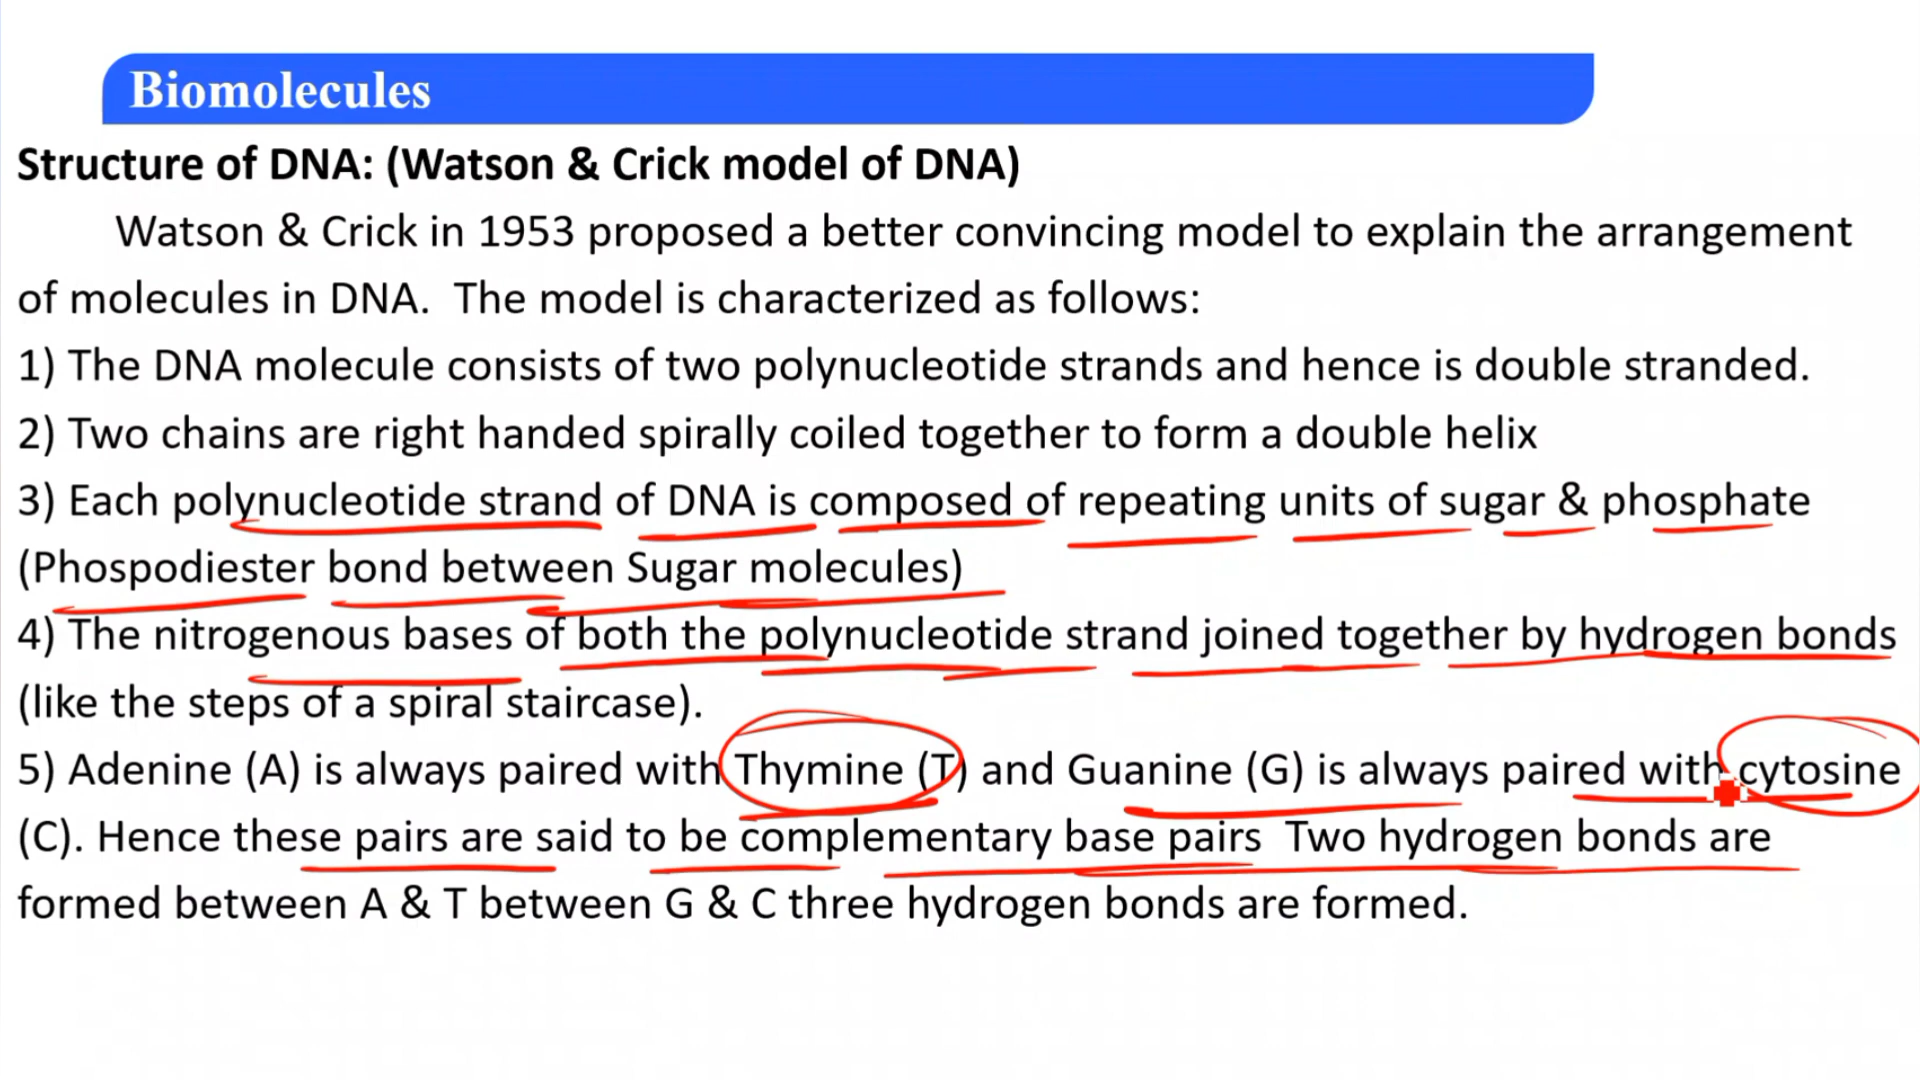 Biomolecules
Structure of DNA: (Watson & Crick model of DNA)
Watson & Crick in 1953 proposed a better convincing model to explain the arrangement
of molecules in DNA.  The model is characterized as follows:
1) The DNA molecule consists of two polynucleotide strands and hence is double stranded.
2) Two chains are right handed spirally coiled together to form a double helix
3) Each polynucleotide strand of DNA is composed of repeating units of sugar & phosphate
(Phospodiester bond between Sugar molecules)
4) The nitrogenous bases of both the polynucleotide strand joined together by hydrogen bonds
(like the steps of a spiral staircase).
5) Adenine (A) is always paired with Thymine (T) and Guanine (G) is always paired with cytosine
(C). Hence these pairs are said to be complementary base pairs  Two hydrogen bonds are
formed between A & T between G & C three hydrogen bonds are formed.